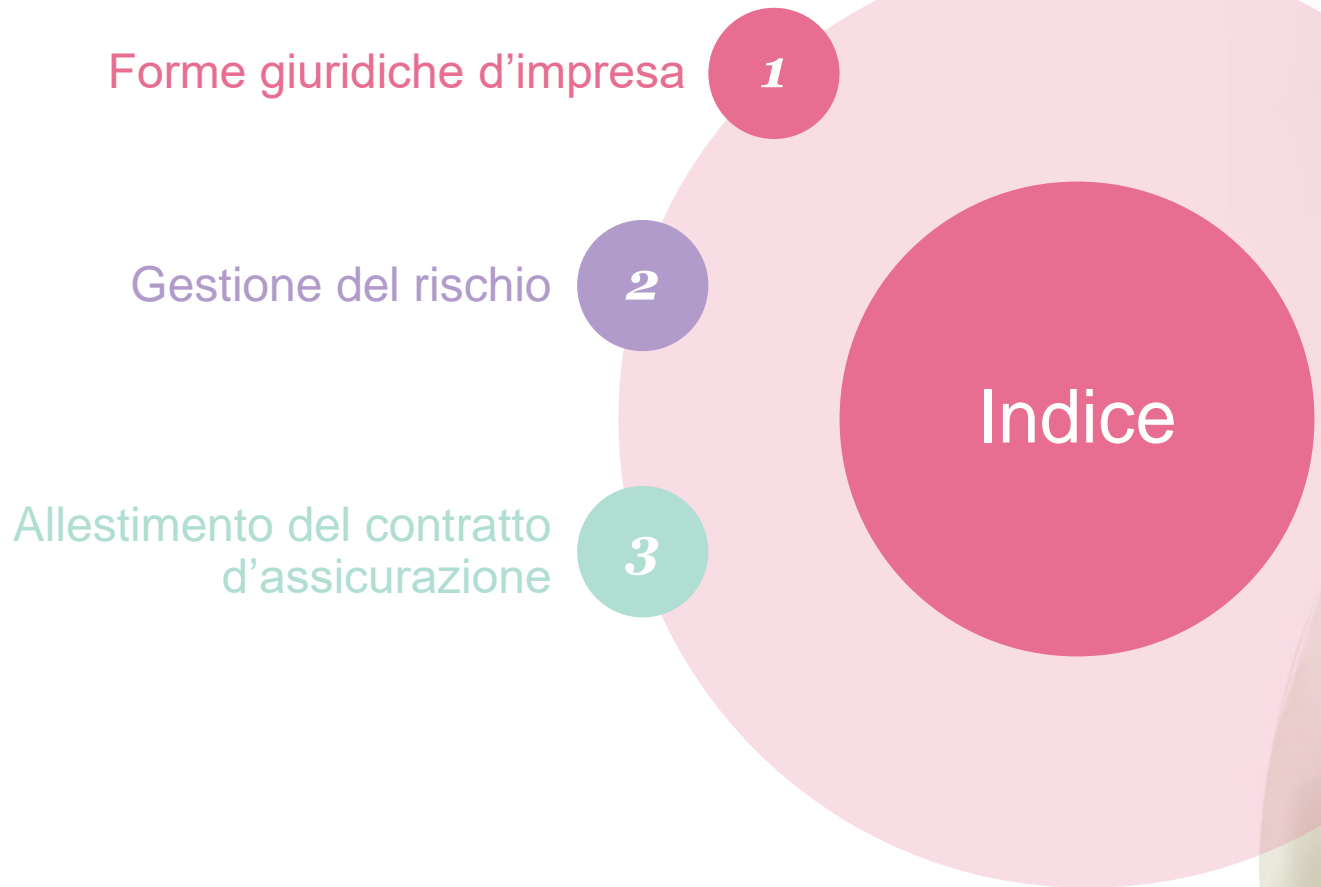 Forme giuridiche d’impresa
1
Gestione del rischio
2
Indice
Allestimento del contratto
d’assicurazione
3